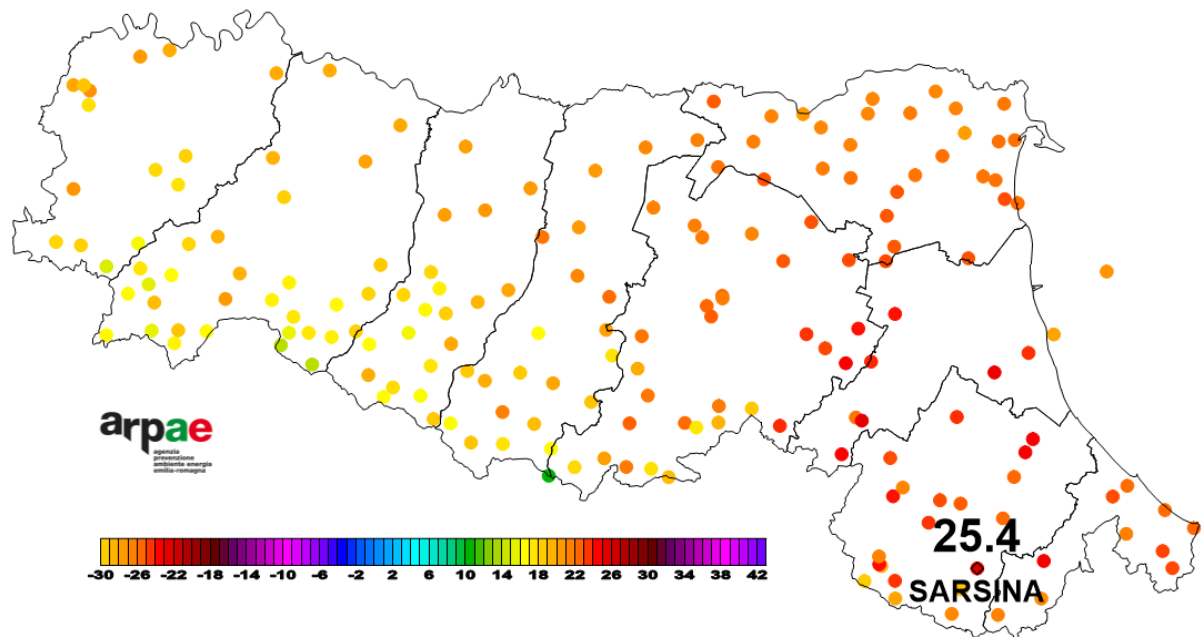 arpae
agenzia
prevenzione
ambiente energia
emilia-romagna
25.4
SARSINA
-30 -26 -22 -18 -14 -10 -6 -2 2 6 10 14 18 22 26 30 34 38 42